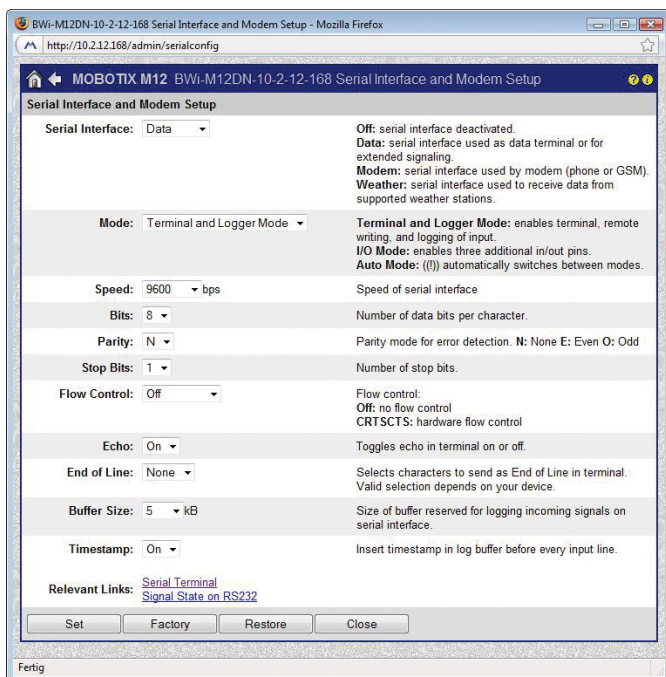 BWi-M12DN-10-2-12-168 Serial Interface and Modem Setup - Mozilla Firefox
http://10.2.12.168/admin/serialconfig
MOBOTIX M12 BWi-M12DN-10-2-12-168 Serial Interface and Modem Setup
Serial Interface and Modem Setup
Serial Interface: Data
Off: serial interface deactivated.
Data: serial interface used as data terminal or for
extended signaling.
Modem: serial interface used by modem (phone or GSM).
Weather: serial interface used to receive data from
supported weather stations.
Mode: Terminal and Logger Mode
Terminal and Logger Mode: enables terminal, remote
writing, and logging of input.
I/O Mode: enables three additional in/out pins.
Auto Mode: ((!)) automatically switches between modes.
Speed: 9600 bps Speed of serial interface
Bits: 8 Number of data bits per character.
Parity: N Parity mode for error detection. N: None E: Even O: Odd
Stop Bits: 1 Number of stop bits.
Flow Control: Off Flow control:
Off: no flow control
CRTSCTS: hardware flow control
Echo: On Toggles echo in terminal on or off.
End of Line: None Selects characters to send as End of Line in terminal.
Valid selection depends on your device.
Buffer Size: 5 kB Size of buffer reserved for logging incoming signals on
serial interface.
Timestamp: On Insert timestamp in log buffer before every input line.
Relevant Links: Serial Terminal
Signal State on RS232
Set Factory Restore Close
Fertig